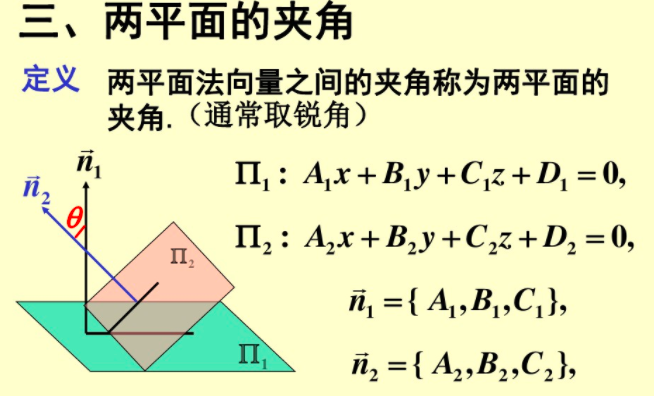 三、两平面的夹角
定义 两平面法向量之间的夹角称为两平面的
夹角.（通常取锐角）
n⃗₁
n⃗₂
θ
Π₂
Π₁
Π₁： A₁x + B₁y + C₁z + D₁ = 0,
Π₂： A₂x + B₂y + C₂z + D₂ = 0,
n⃗₁ = { A₁, B₁, C₁},
n⃗₂ = { A₂, B₂, C₂},